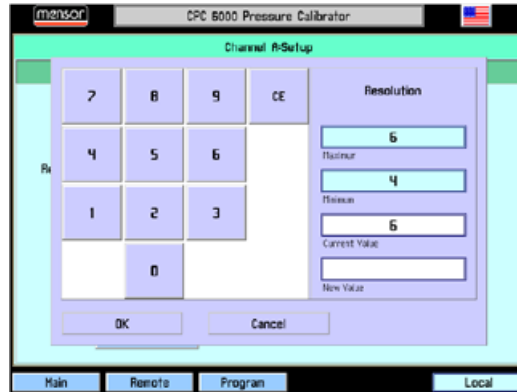 mensor
CPC 6000 Pressure Calibrator
Channel A:Setup
7 8 9 CE
4 5 6
1 2 3
0
OK Cancel
Resolution
6
Maximum
4
Minimum
6
Current Value
New Value
Main Remote Program Local